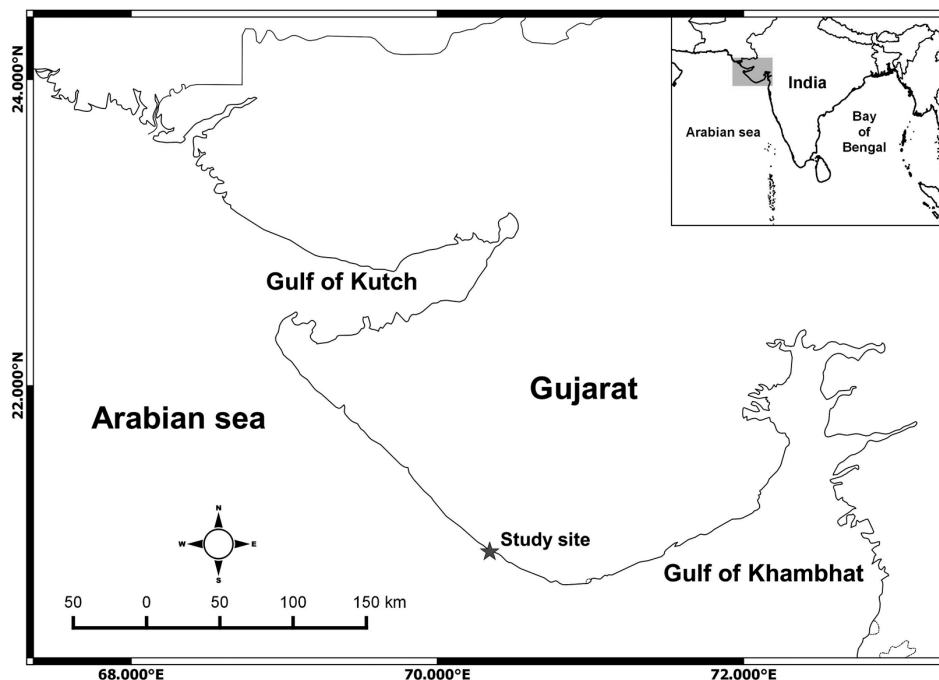 24.000°N
India
Arabian sea
Bay
of
Bengal
Gulf of Kutch
22.000°N
Gujarat
Arabian sea
N
W
E
S
Study site
Gulf of Khambhat
50 0 50 100 150 km
68.000°E 70.000°E 72.000°E